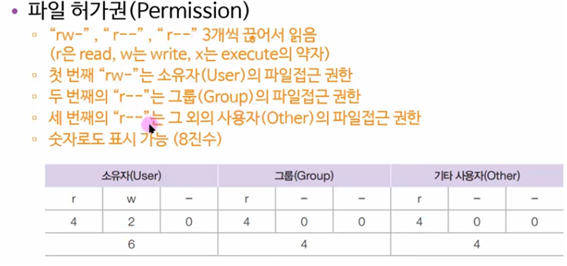 • 파일 허가권(Permission)
▫ "rw-" , " r--" , " r--" 3개씩 끊어서 읽음
(r은 read, w는 write, x는 execute의 약자)
▫ 첫 번째 "rw-"는 소유자(User)의 파일접근 권한
▫ 두 번째의 "r--"는 그룹(Group)의 파일접근 권한
▫ 세 번째의 "r--"는 그 외의 사용자(Other)의 파일접근 권한
▫ 숫자로도 표시 가능 (8진수)
소유자(User) 그룹(Group) 기타 사용자(Other)
r w – r – – r – –
4 2 0 4 0 0 4 0 0
6 4 4